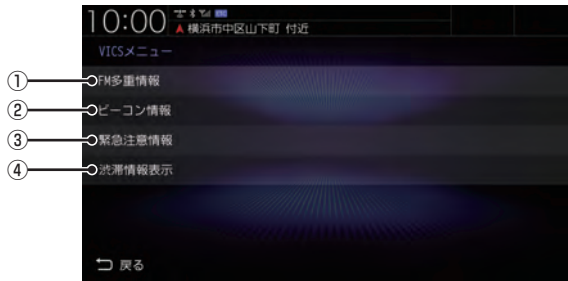 10:00
横浜市中区山下町 付近
VICSメニュー
① FM多重情報
② ビーコン情報
③ 緊急注意情報
④ 渋滞情報表示
戻る